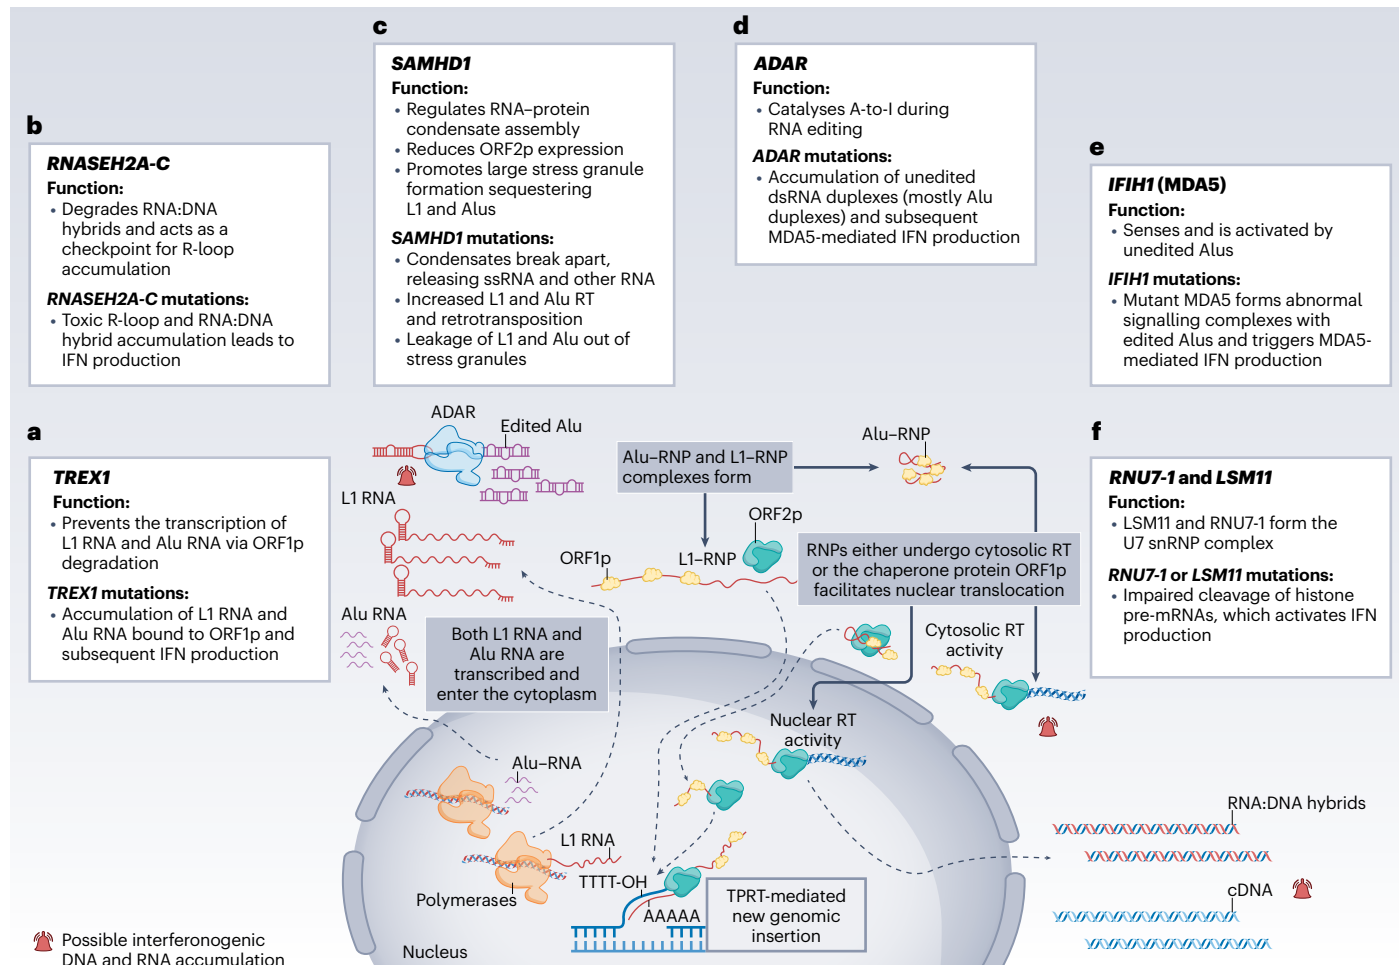 a
TREX1
Function:
• Prevents the transcription of
L1 RNA and Alu RNA via ORF1p
degradation
TREX1 mutations:
• Accumulation of L1 RNA and
Alu RNA bound to ORF1p and
subsequent IFN production
b
RNASEH2A-C
Function:
• Degrades RNA:DNA
hybrids and acts as a
checkpoint for R-loop
accumulation
RNASEH2A-C mutations:
• Toxic R-loop and RNA:DNA
hybrid accumulation leads to
IFN production
c
SAMHD1
Function:
• Regulates RNA–protein
condensate assembly
• Reduces ORF2p expression
• Promotes large stress granule
formation sequestering
L1 and Alus
SAMHD1 mutations:
• Condensates break apart,
releasing ssRNA and other RNA
• Increased L1 and Alu RT
and retrotransposition
• Leakage of L1 and Alu out of
stress granules
d
ADAR
Function:
• Catalyses A-to-I during
RNA editing
ADAR mutations:
• Accumulation of unedited
dsRNA duplexes (mostly Alu
duplexes) and subsequent
MDA5-mediated IFN production
e
IFIH1 (MDA5)
Function:
• Senses and is activated by
unedited Alus
IFIH1 mutations:
• Mutant MDA5 forms abnormal
signalling complexes with
edited Alus and triggers MDA5-
mediated IFN production
f
RNU7-1 and LSM11
Function:
• LSM11 and RNU7-1 form the
U7 snRNP complex
RNU7-1 or LSM11 mutations:
• Impaired cleavage of histone
pre-mRNAs, which activates IFN
production
ADAR
Edited Alu
L1 RNA
Alu RNA
Both L1 RNA and
Alu RNA are
transcribed and
enter the cytoplasm
Alu–RNP and L1–RNP
complexes form
Alu–RNP
ORF2p
ORF1p
L1–RNP
RNPs either undergo cytosolic RT
or the chaperone protein ORF1p
facilitates nuclear translocation
Cytosolic RT
activity
Nuclear RT
activity
Alu–RNA
L1 RNA
Polymerases
TTTT-OH
AAAAA
TPRT-mediated
new genomic
insertion
RNA:DNA hybrids
cDNA
Nucleus
Possible interferonogenic
DNA and RNA accumulation